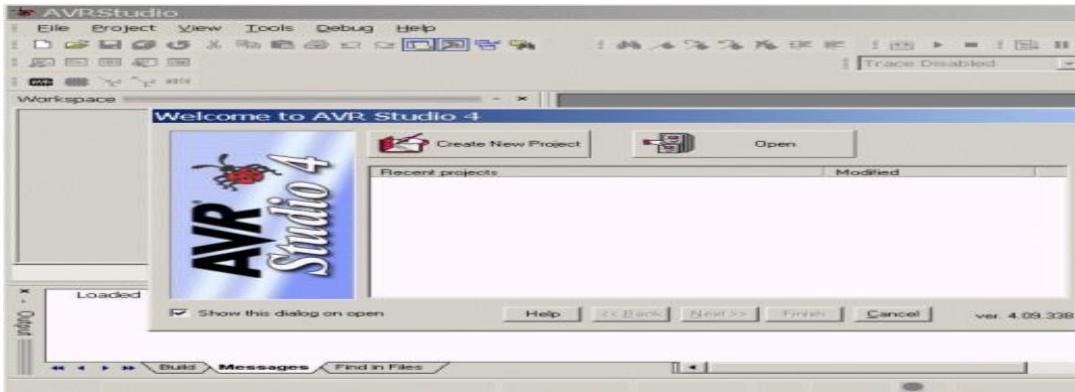 AVRStudio
File Project View Tools Debug Help
Trace Disabled
Workspace
Welcome to AVR Studio 4
Create New Project
Open
Recent projects
Modified
AVR
Studio 4
Loaded
Show this dialog on open
Help
<< Back
Next >>
Finish
Cancel
ver. 4.09.338
Output
Build
Messages
Find in Files